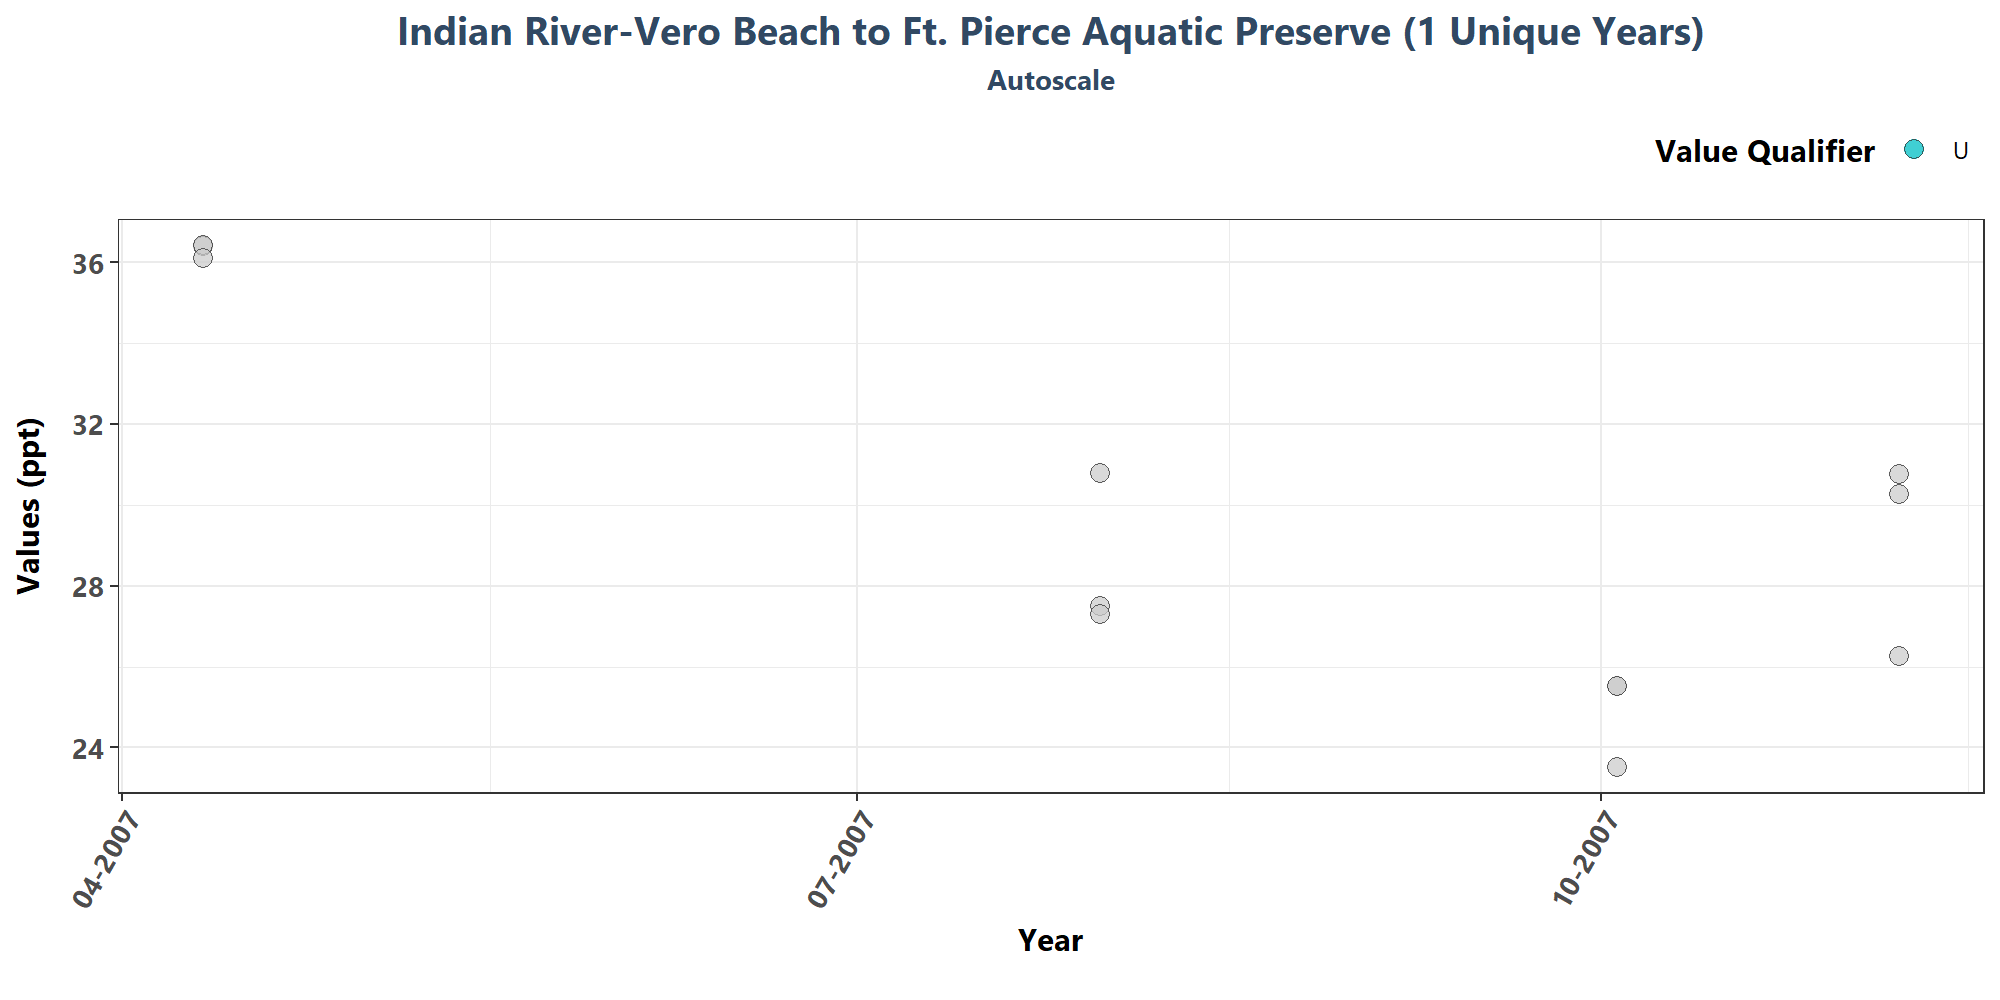 Indian River-Vero Beach to Ft. Pierce Aquatic Preserve (1 Unique Years)
Autoscale
Value Qualifier U
36
32
28
24
Values (ppt)
04-2007
07-2007
10-2007
Year